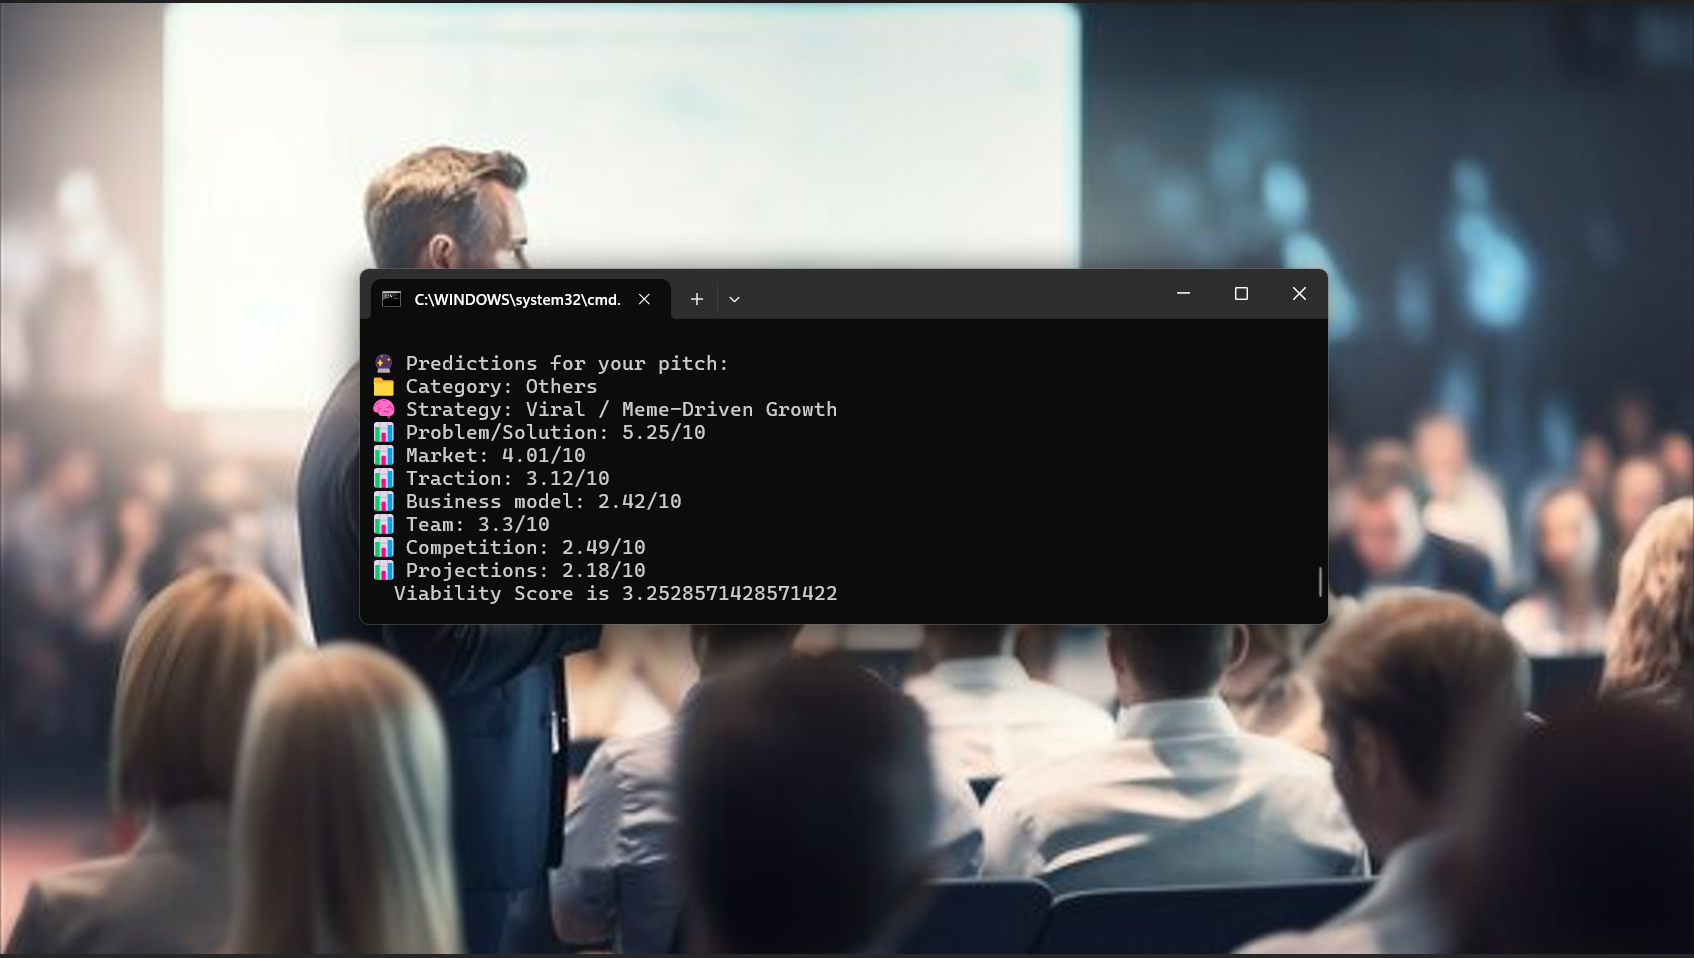 C:\WINDOWS\system32\cmd.
🔮 Predictions for your pitch:
📁 Category: Others
🧠 Strategy: Viral / Meme-Driven Growth
📊 Problem/Solution: 5.25/10
📊 Market: 4.01/10
📊 Traction: 3.12/10
📊 Business model: 2.42/10
📊 Team: 3.3/10
📊 Competition: 2.49/10
📊 Projections: 2.18/10
Viability Score is 3.2528571428571422